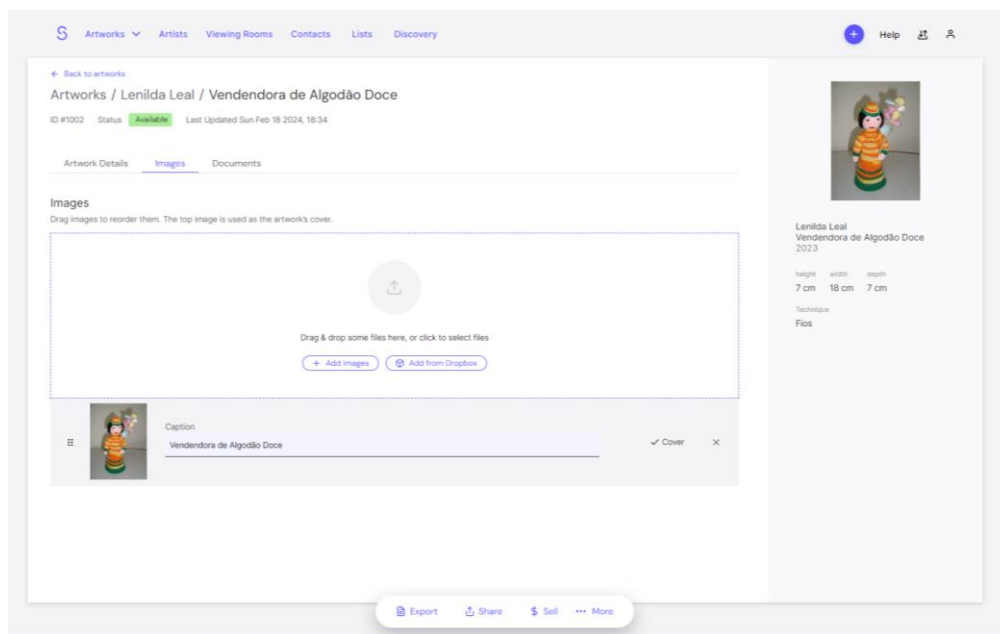 Artworks Artists Viewing Rooms Contacts Lists Discovery
Help
← Back to artworks
Artworks / Lenilda Leal / Vendendora de Algodão Doce
ID #1002 Status Available Last Updated Sun Feb 18 2024, 18:34
Artwork Details Images Documents
Images
Drag images to reorder them. The top image is used as the artwork's cover.
Drag & drop some files here, or click to select files
+ Add Images Add from Dropbox
Caption
Vendendora de Algodão Doce
Cover
Lenilda Leal
Vendendora de Algodão Doce
2023
height width depth
7 cm 18 cm 7 cm
Technique
Fios
Export Share $ Sell ••• More